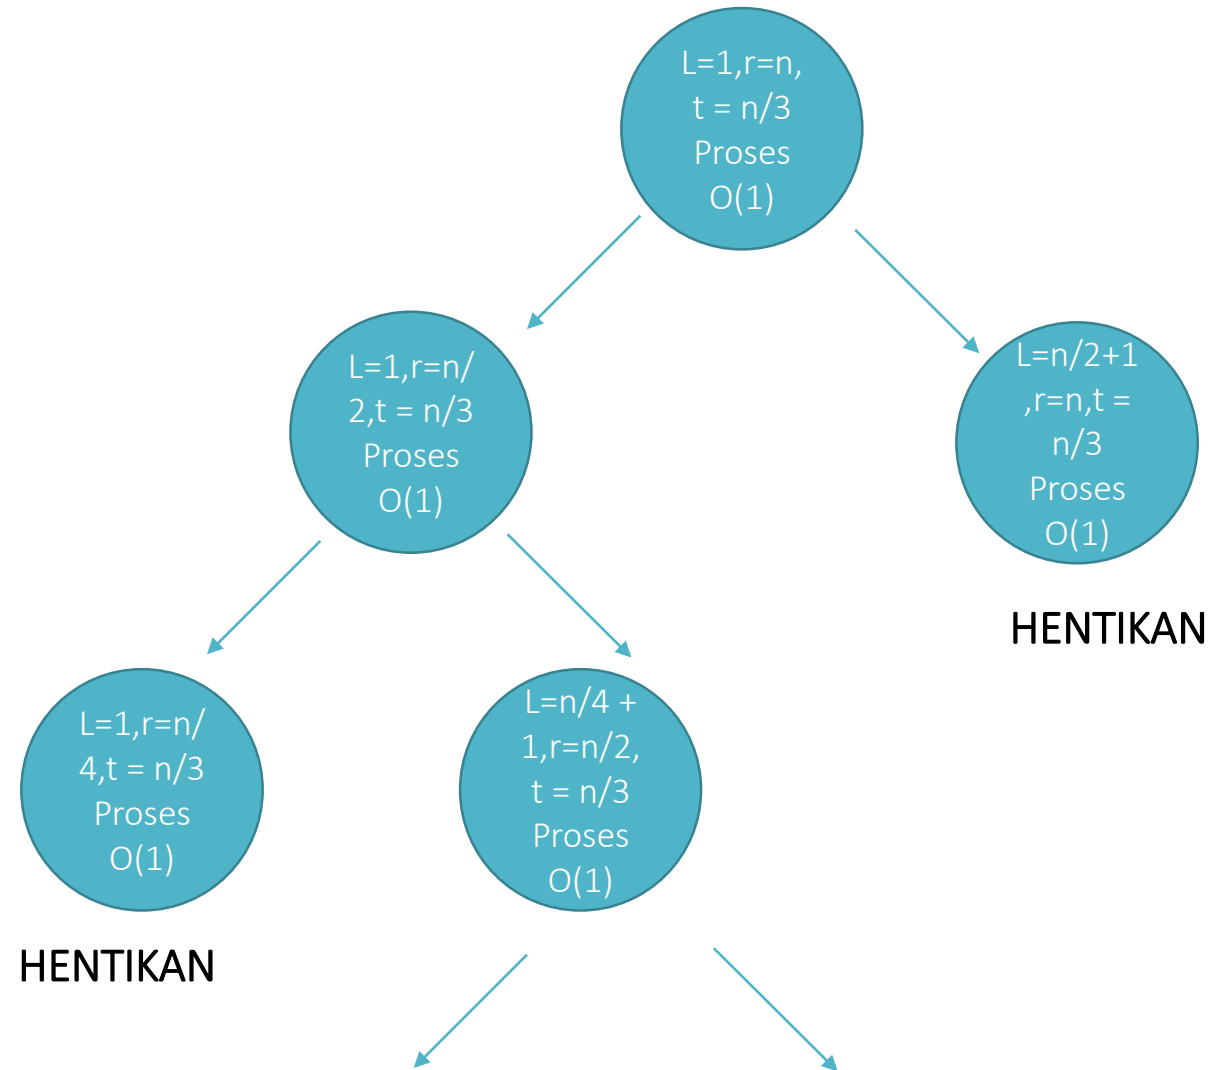 L=1,r=n,
t = n/3
Proses
O(1)
L=1,r=n/
2,t = n/3
Proses
O(1)
L=n/2+1
,r=n,t =
n/3
Proses
O(1)
HENTIKAN
L=1,r=n/
4,t = n/3
Proses
O(1)
HENTIKAN
L=n/4 +
1,r=n/2,
t = n/3
Proses
O(1)